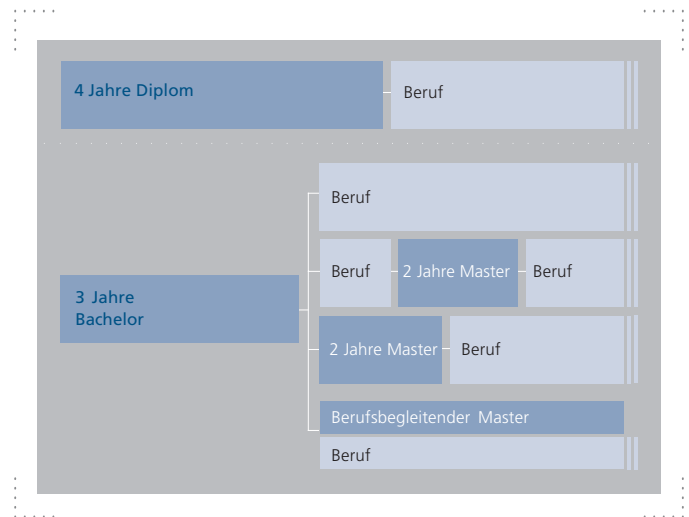 4 Jahre Diplom
Beruf
Beruf
Beruf
2 Jahre Master
Beruf
3 Jahre
Bachelor
2 Jahre Master
Beruf
Berufsbegleitender Master
Beruf